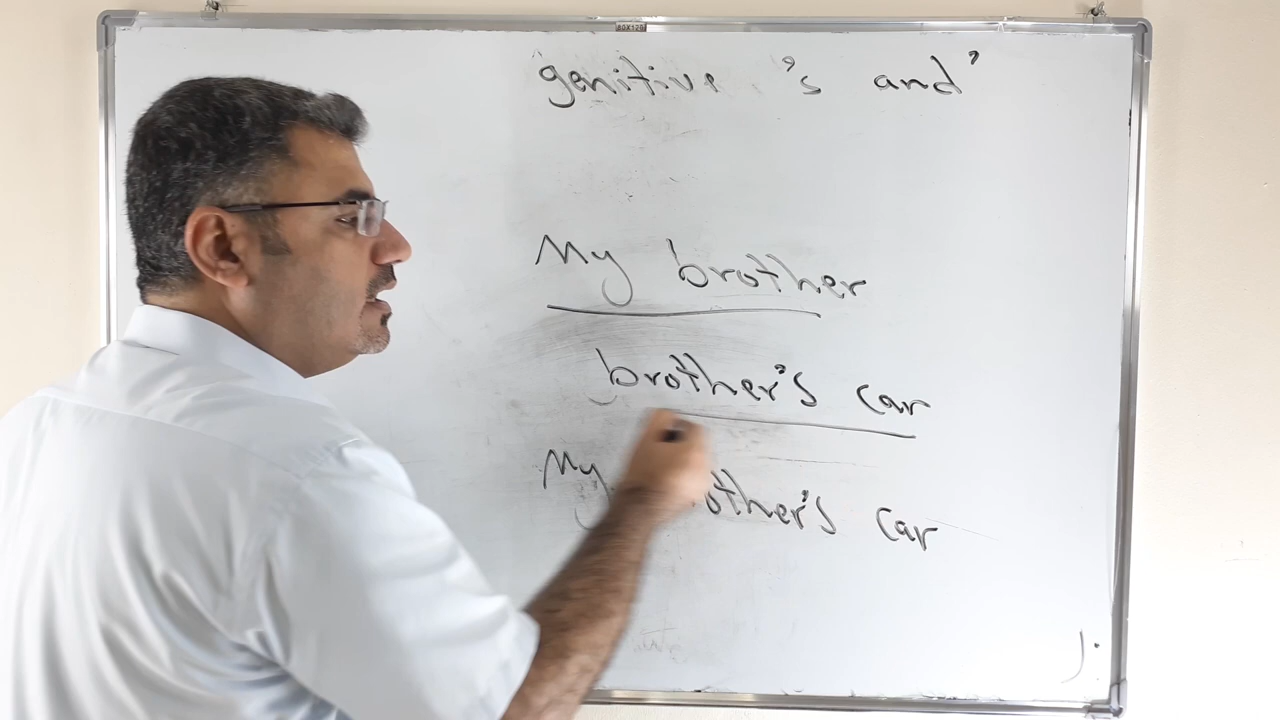 genitive 's and '
My brother
brother's car
My other's car